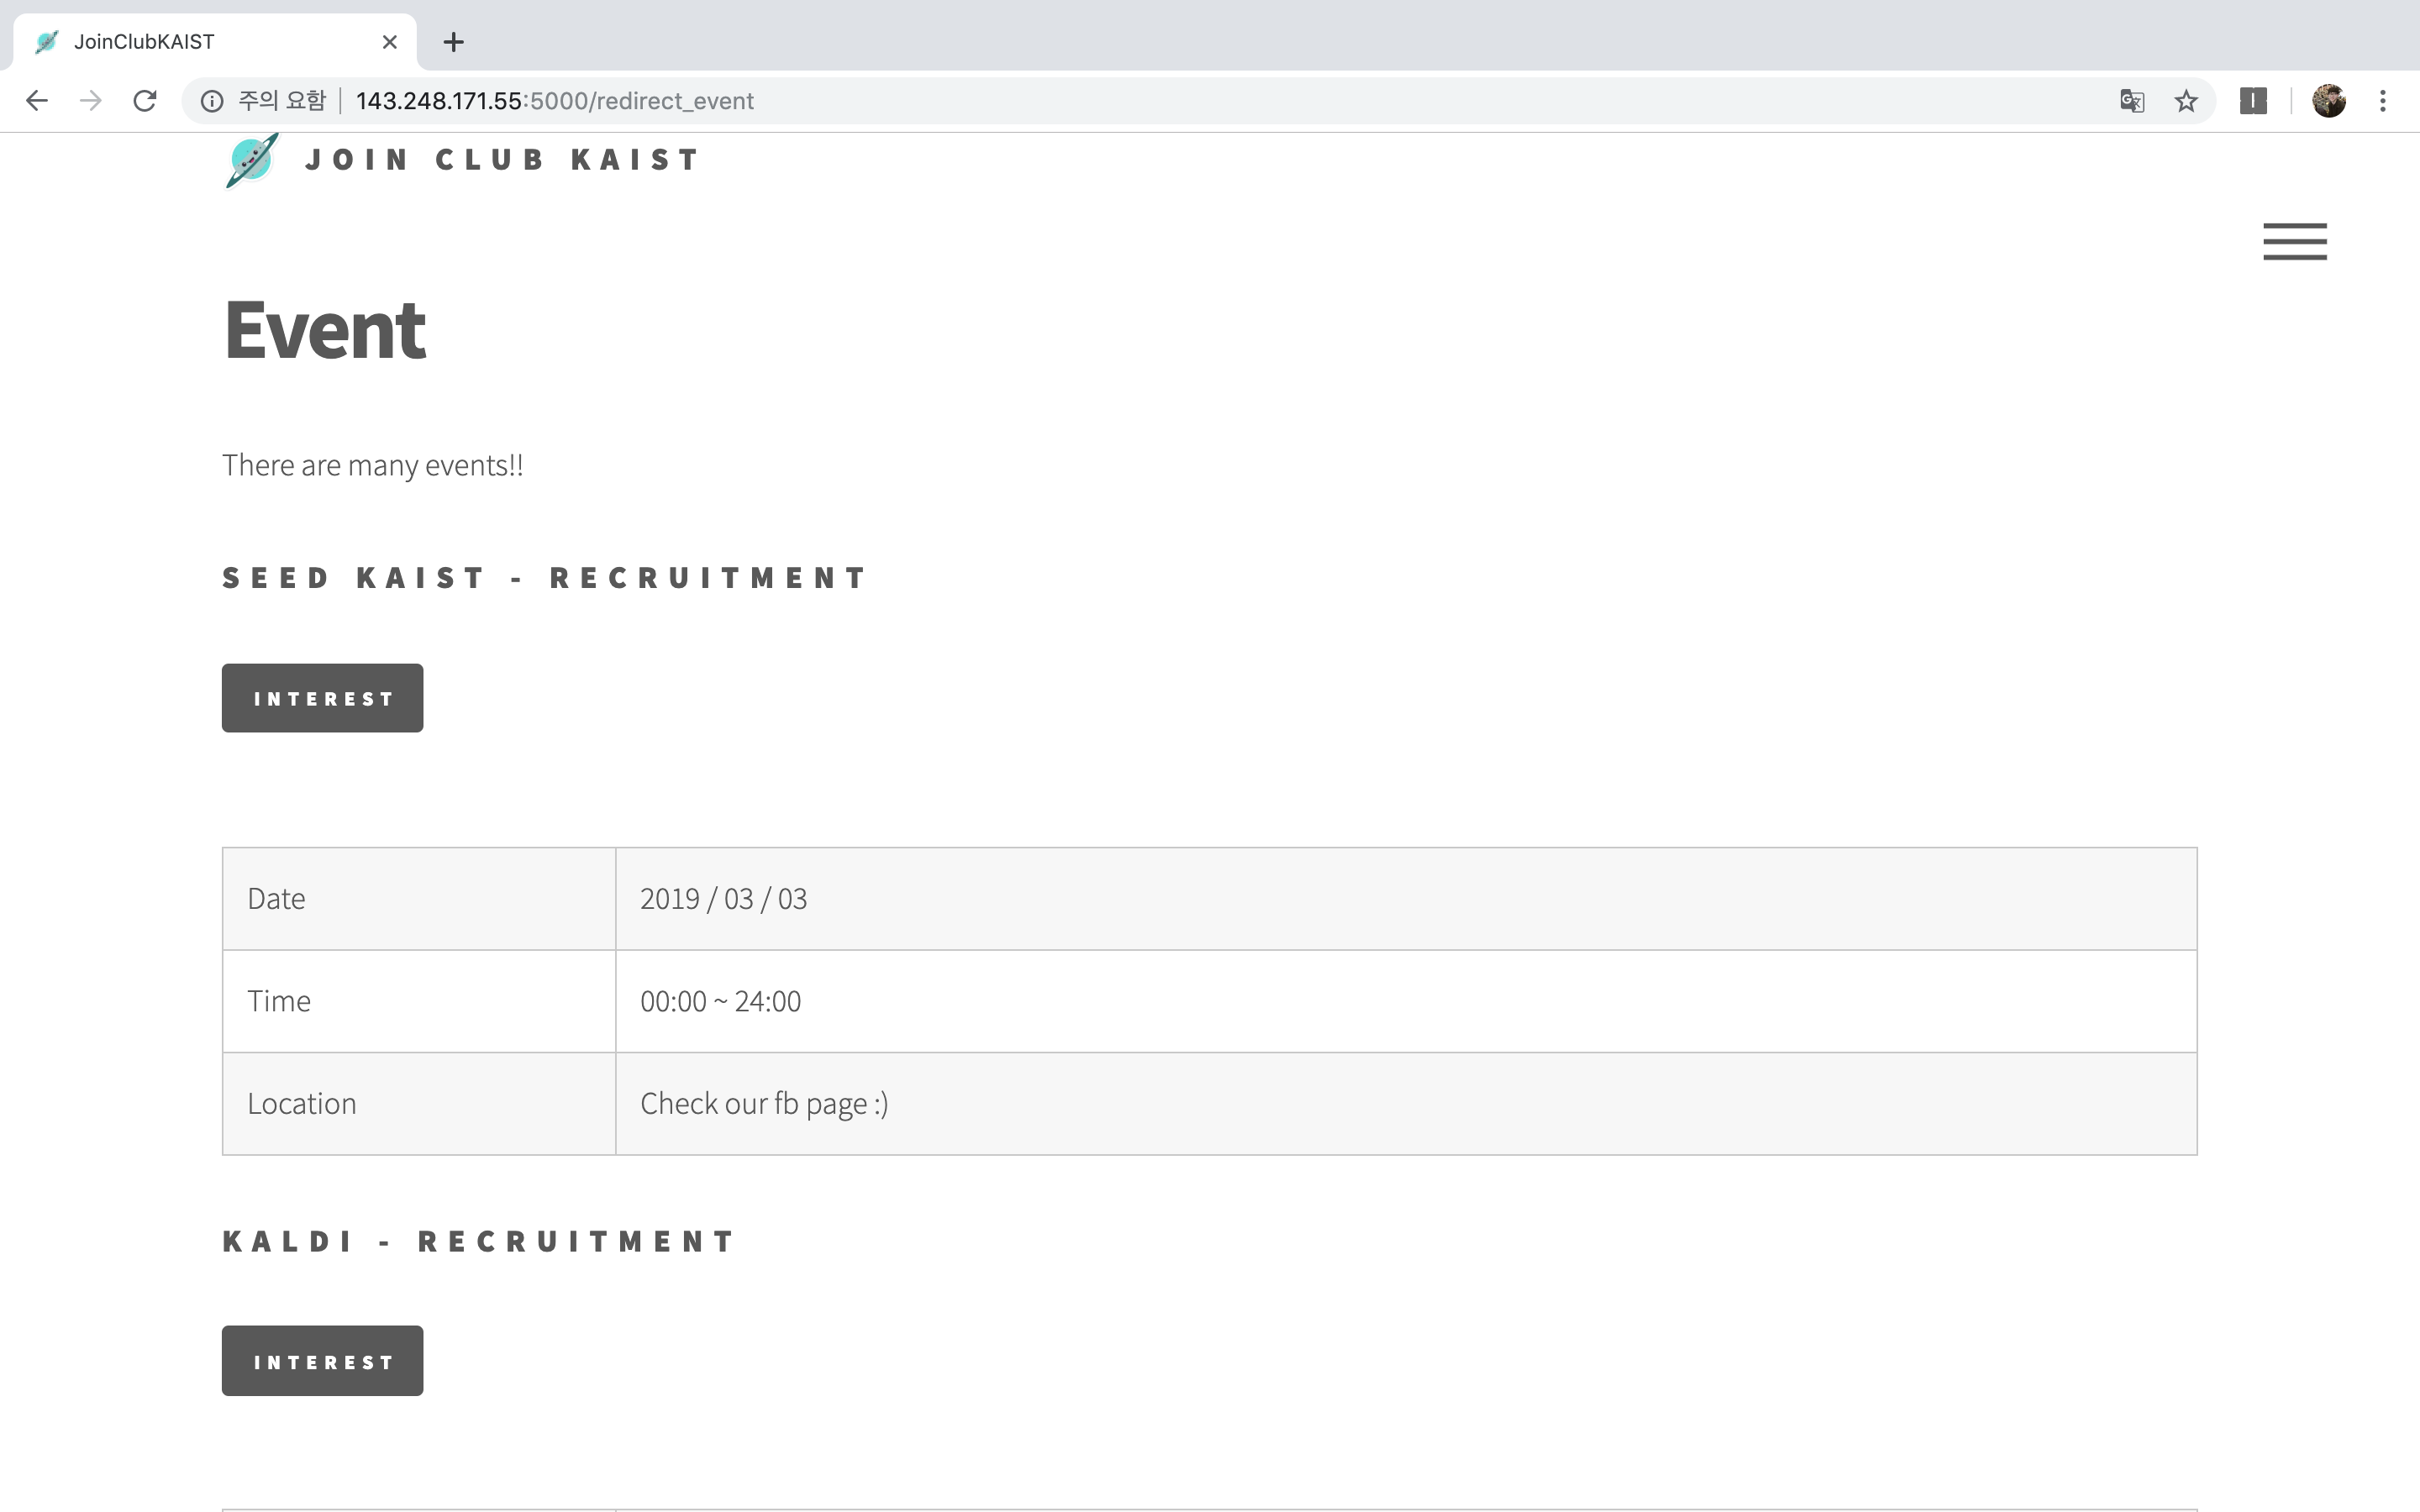 JoinClubKAIST
주의 요함 143.248.171.55:5000/redirect_event
JOIN CLUB KAIST
Event
There are many events!!
SEED KAIST - RECRUITMENT
INTEREST
Date 2019 / 03 / 03
Time 00:00 ~ 24:00
Location Check our fb page :)
KALDI - RECRUITMENT
INTEREST